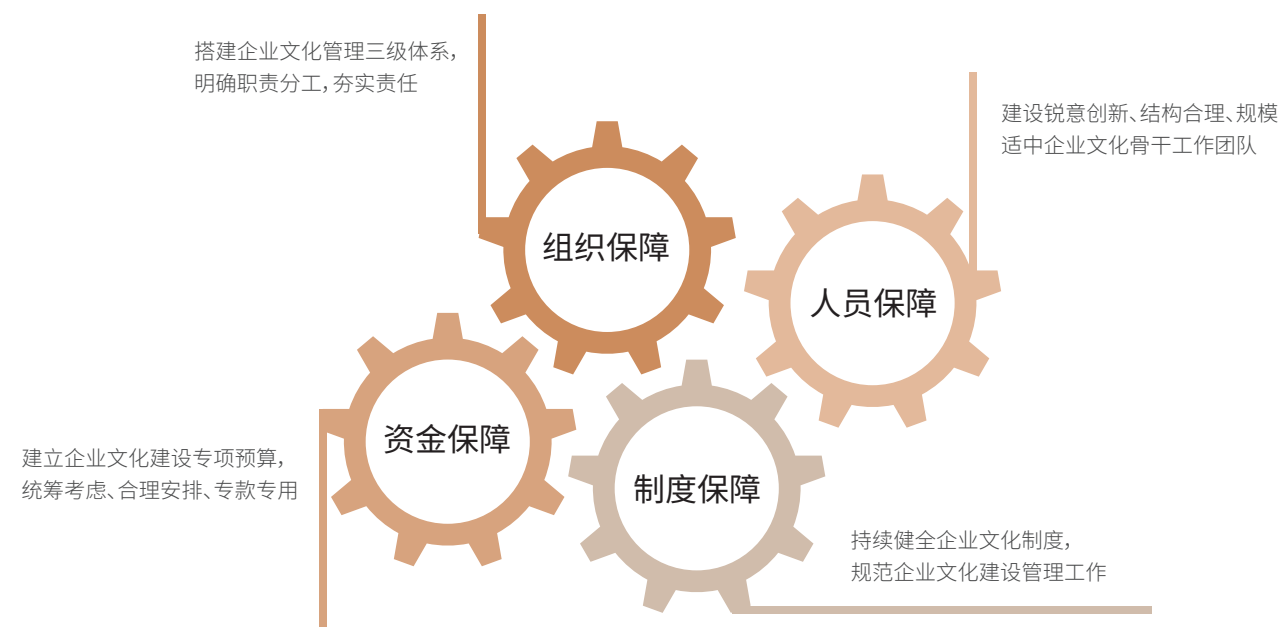 搭建企业文化管理三级体系，
明确职责分工，夯实责任
组织保障
建设锐意创新、结构合理、规模
适中企业文化骨干工作团队
人员保障
资金保障
建立企业文化建设专项预算，
统筹考虑、合理安排、专款专用
制度保障
持续健全企业文化制度，
规范企业文化建设管理工作